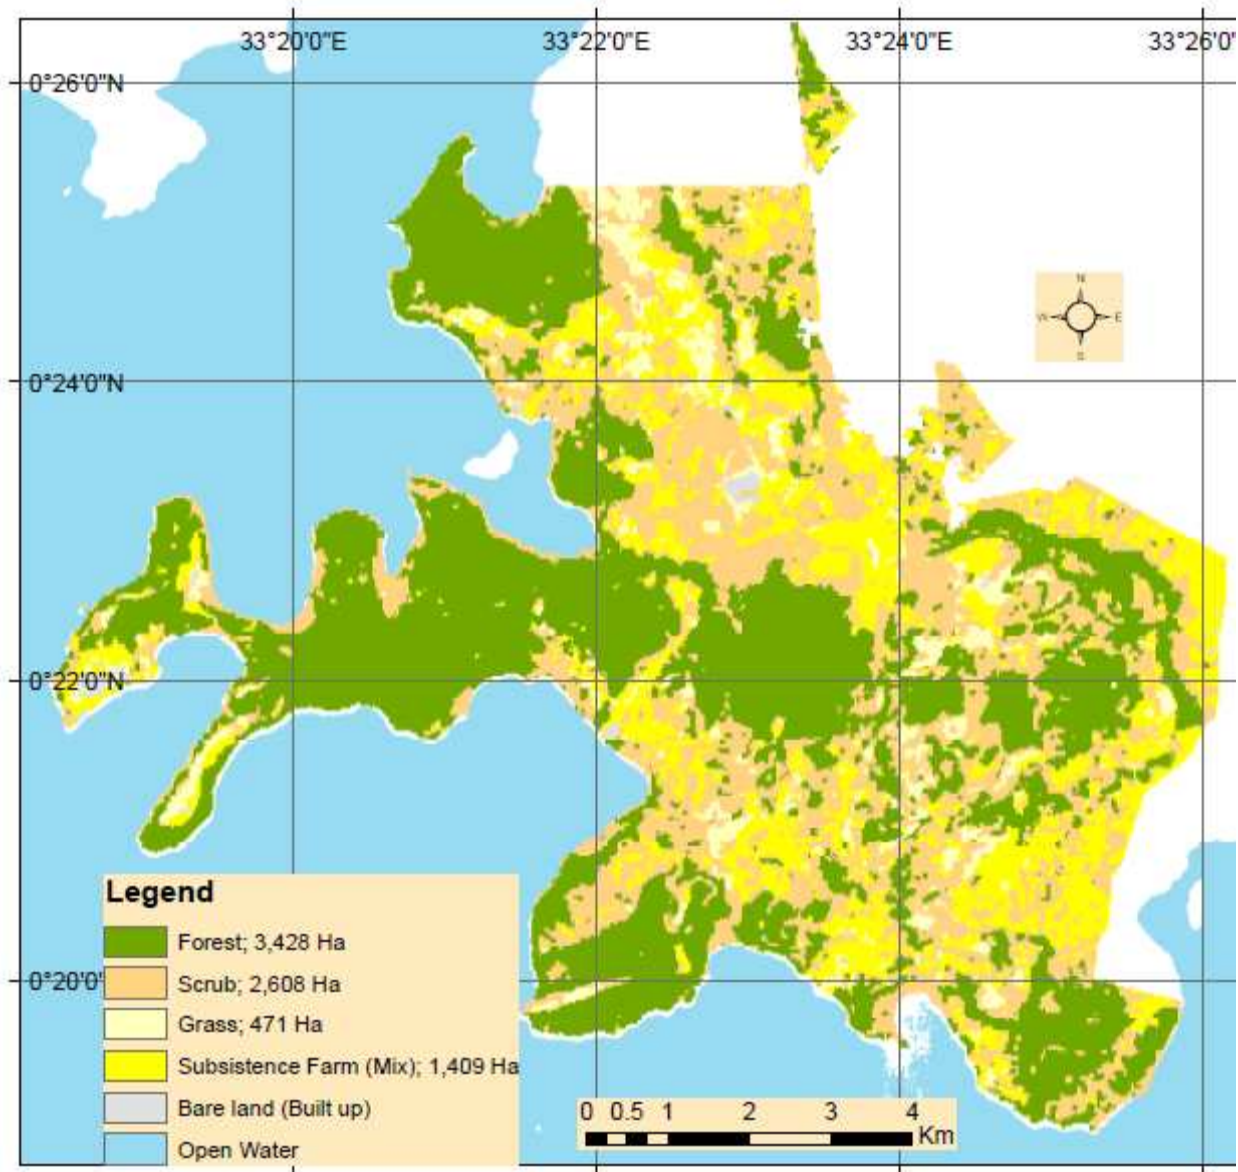 33°20'0"E 33°22'0"E 33°24'0"E 33°26'0
0°26'0"N
N
W E
S
0°24'0"N
0°22'0"N
Legend
Forest; 3,428 Ha
0°20'0" Scrub; 2,608 Ha
Grass; 471 Ha
Subsistence Farm (Mix); 1,409 Ha
Bare land (Built up)
0 0.5 1 2 3 4
Km
Open Water